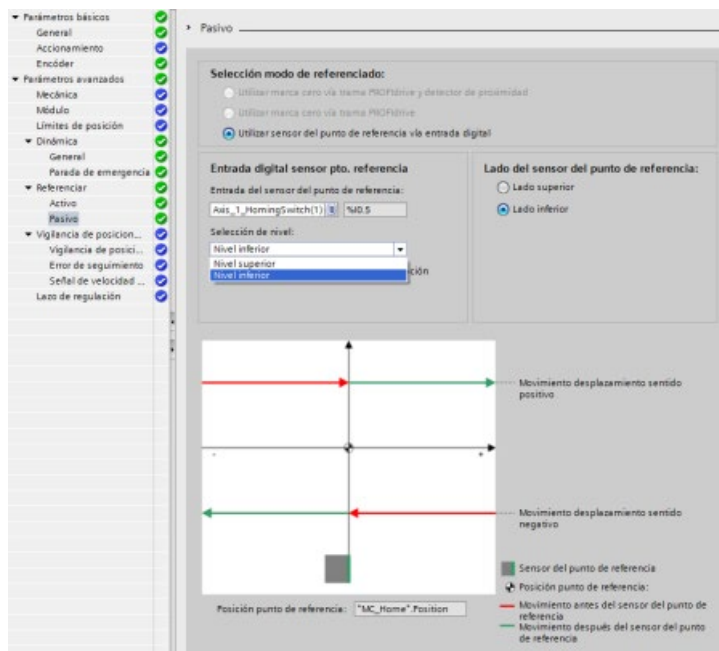 Parámetros básicos
General
Accionamiento
Encóder
Parámetros avanzados
Mecánica
Módulo
Límites de posición
Dinámica
General
Parada de emergencia
Referenciar
Activo
Pasivo
Vigilancia de posicion...
Vigilancia de posici...
Error de seguimiento
Señal de velocidad ...
Lazo de regulación
Pasivo
Selección modo de referenciado:
Utilizar marca cero vía trama PROFIdrive y detector de proximidad
Utilizar marca cero vía trama PROFIdrive
Utilizar sensor del punto de referencia vía entrada digital
Entrada digital sensor pto. referencia
Entrada del sensor del punto de referencia:
Axis_1_HomingSwitch(1) %I0.5
Selección de nivel:
Nivel inferior
Nivel superior
Nivel inferior
ción
Lado del sensor del punto de referencia:
Lado superior
Lado inferior
Movimiento desplazamiento sentido
positivo
- +
Movimiento desplazamiento sentido
negativo
Sensor del punto de referencia
Posición punto de referencia:
Movimiento antes del sensor del punto de
referencia
Movimiento después del sensor del punto
de referencia
Posición punto de referencia: "MC_Home".Position